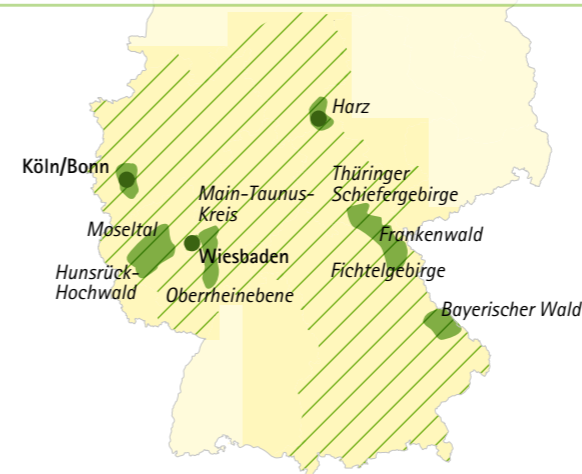 Harz
Köln/Bonn
Thüringer
Schiefergebirge
Main-Taunus-
Kreis
Moseltal
Frankenwald
Wiesbaden
Hunsrück-
Hochwald
Fichtelgebirge
Oberrheinebene
Bayerischer Wald